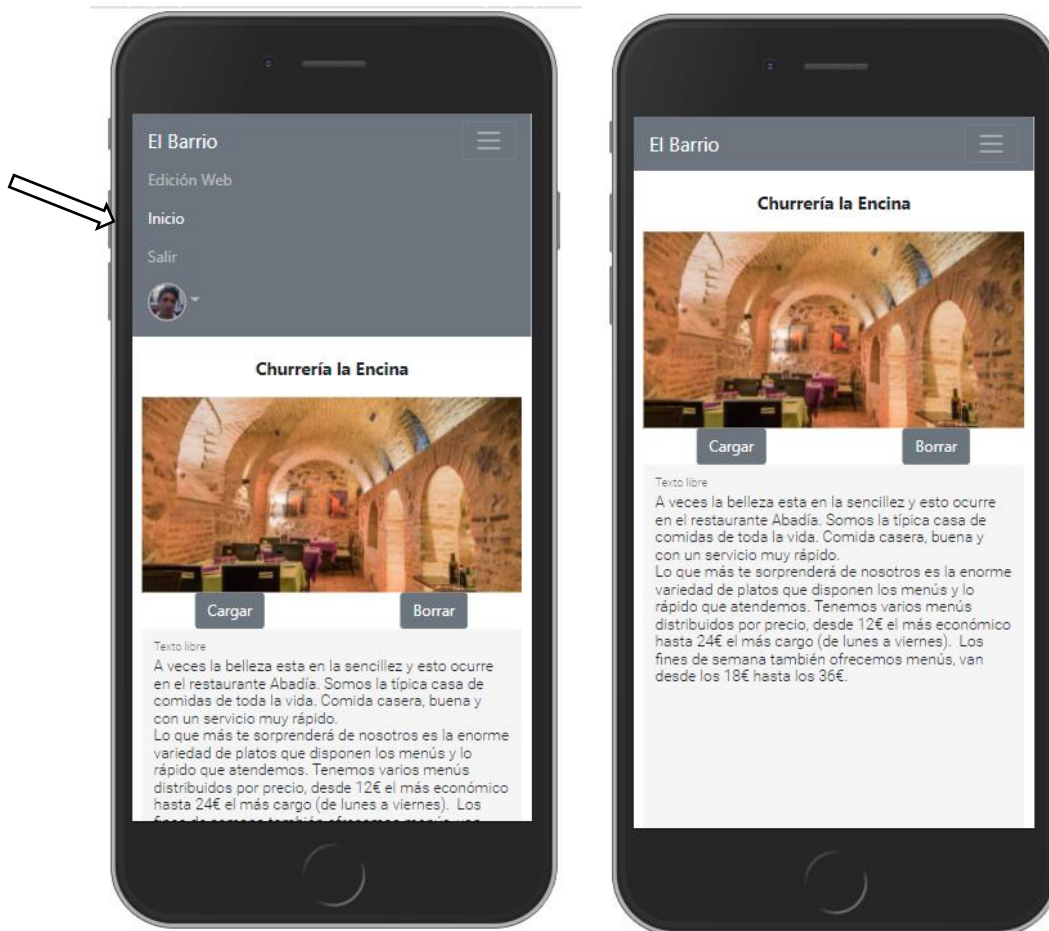 El Barrio
Edición Web
Inicio
Salir
Churrería la Encina
Cargar Borrar
Texto libre
A veces la belleza esta en la sencillez y esto ocurre
en el restaurante Abadía. Somos la típica casa de
comidas de toda la vida. Comida casera, buena y
con un servicio muy rápido.
Lo que más te sorprenderá de nosotros es la enorme
variedad de platos que disponen los menús y lo
rápido que atendemos. Tenemos varios menús
distribuidos por precio, desde 12€ el más económico
hasta 24€ el más cargo (de lunes a viernes). Los
fines de semana también ofrecemos menús, van
El Barrio
Churrería la Encina
Cargar Borrar
Texto libre
A veces la belleza esta en la sencillez y esto ocurre
en el restaurante Abadía. Somos la típica casa de
comidas de toda la vida. Comida casera, buena y
con un servicio muy rápido.
Lo que más te sorprenderá de nosotros es la enorme
variedad de platos que disponen los menús y lo
rápido que atendemos. Tenemos varios menús
distribuidos por precio, desde 12€ el más económico
hasta 24€ el más cargo (de lunes a viernes). Los
fines de semana también ofrecemos menús, van
desde los 18€ hasta los 36€.